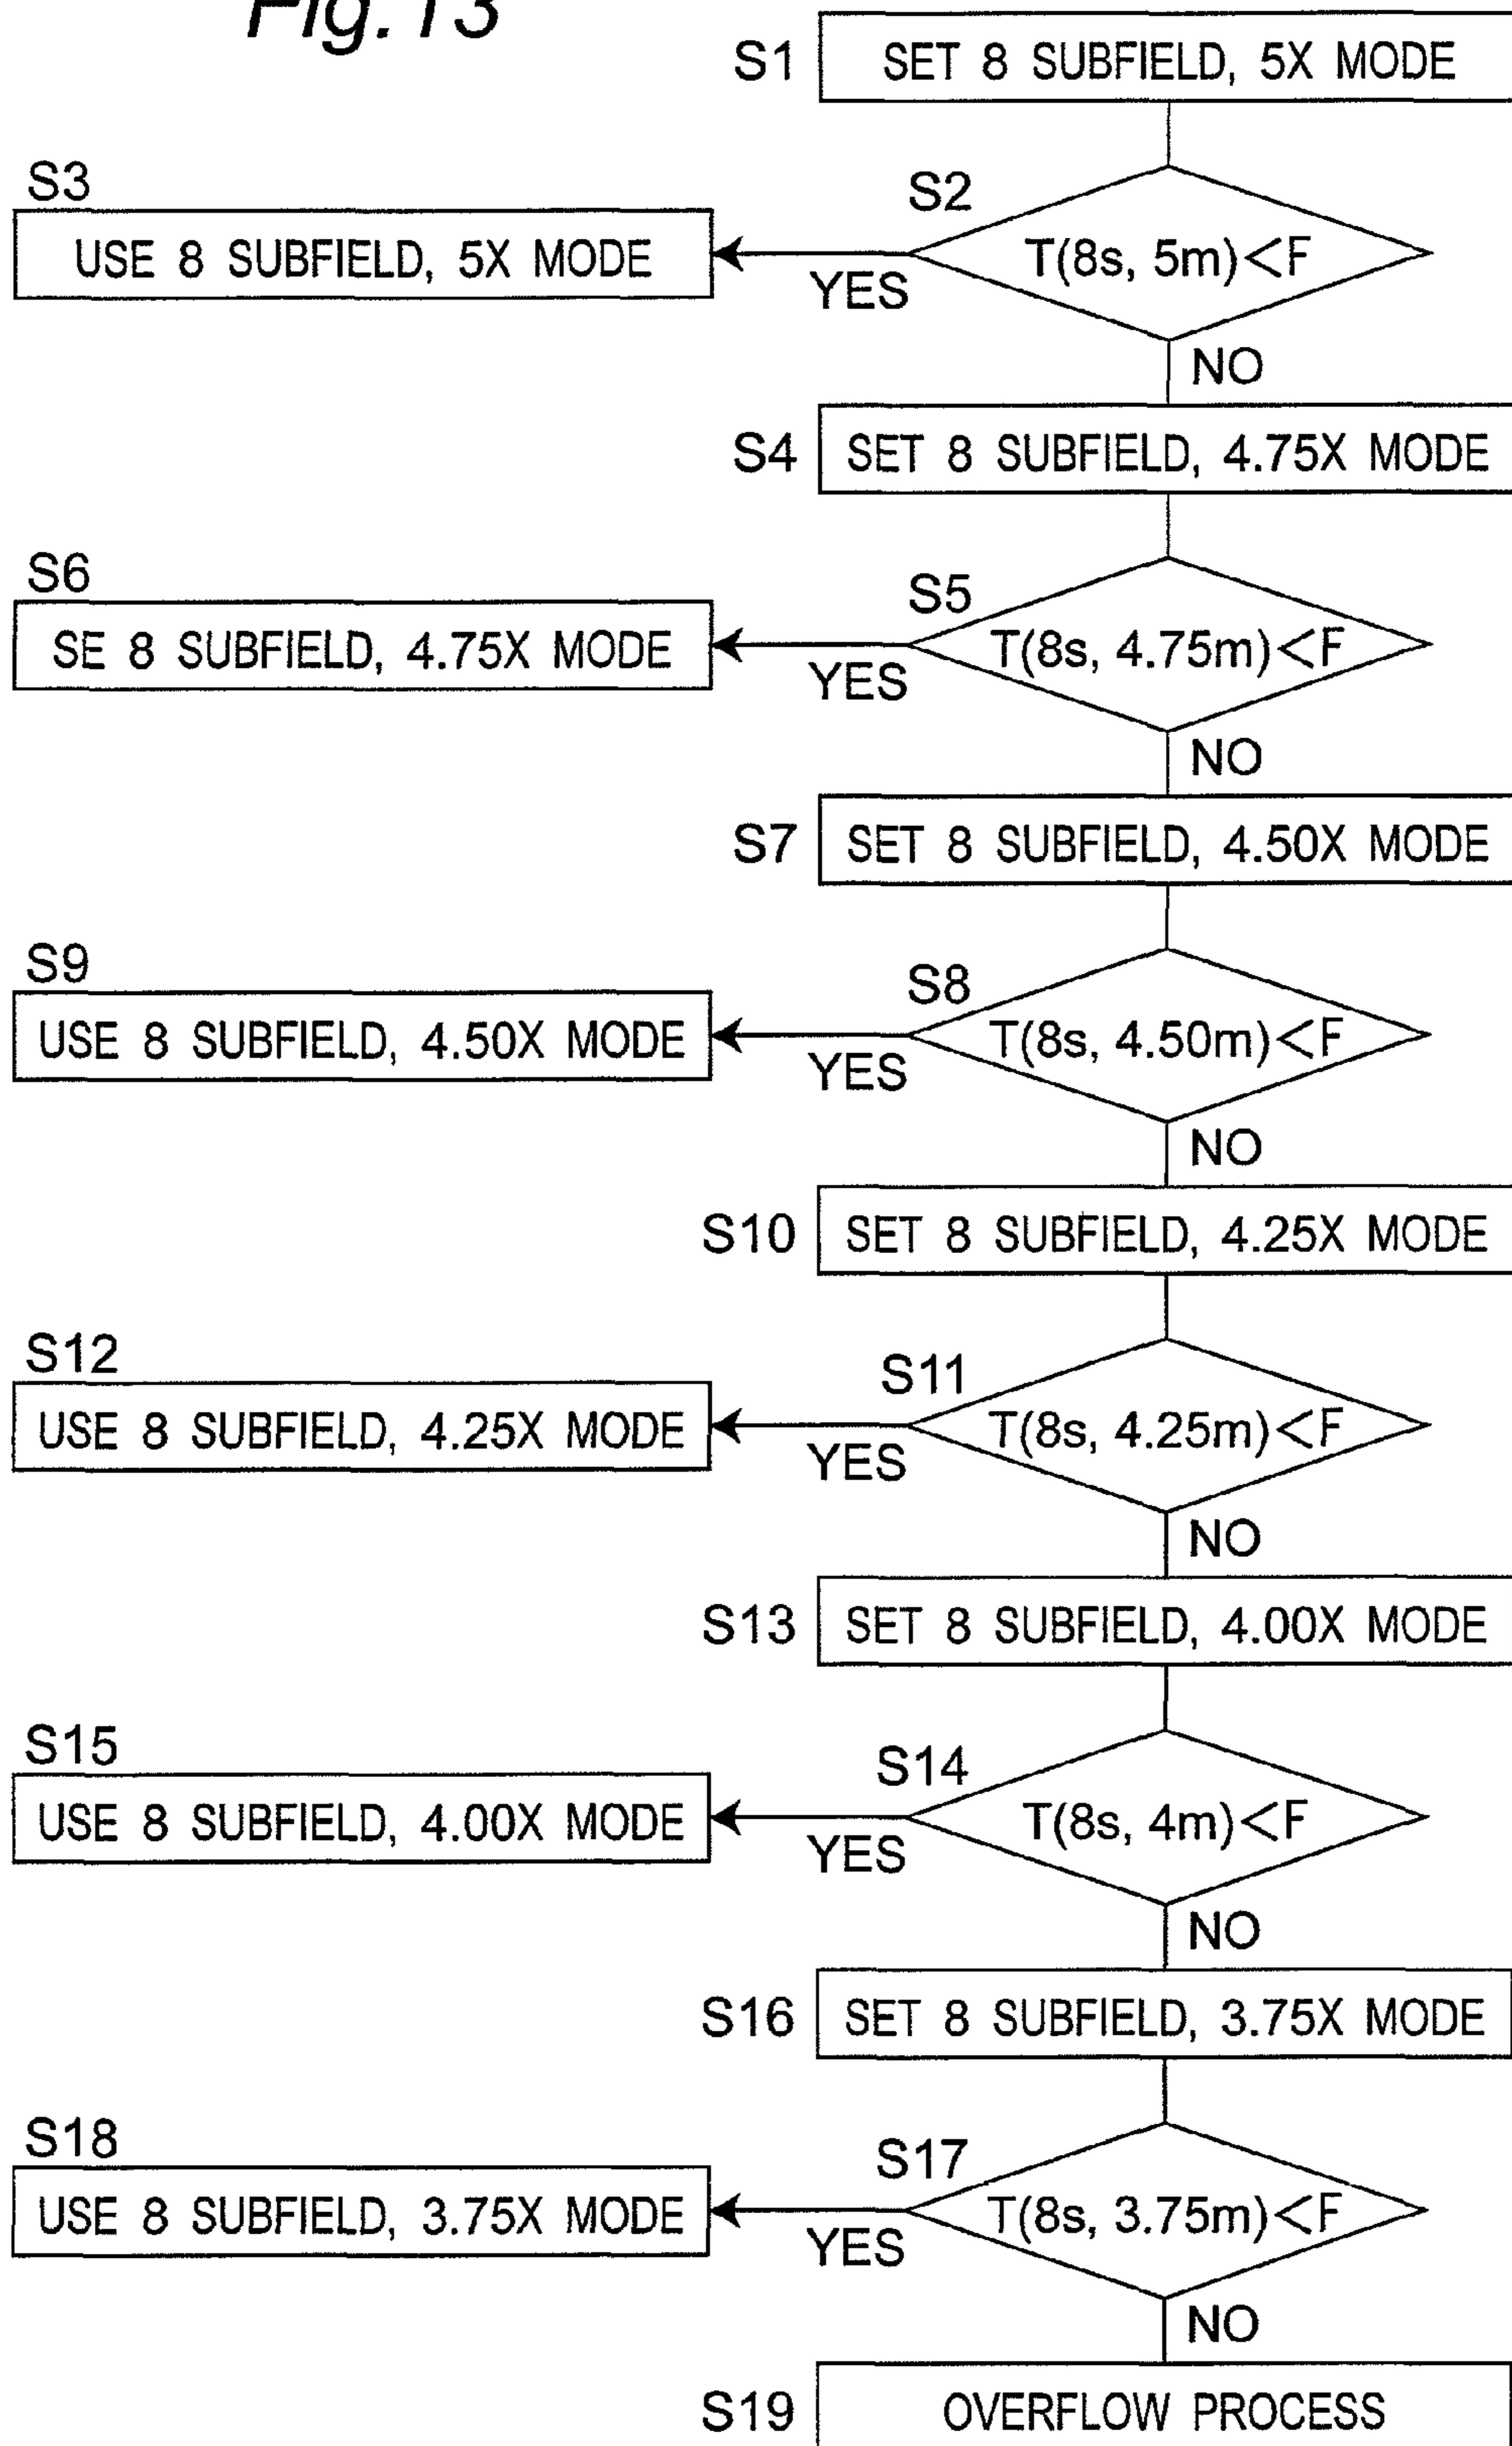 Fig.13
S1
SET 8 SUBFIELD, 5X MODE
S3
S2
USE 8 SUBFIELD, 5X MODE
T(8s, 5m)<F
YES
NO
S4
SET 8 SUBFIELD, 4.75X MODE
S6
S5
SE 8 SUBFIELD, 4.75X MODE
T(8s, 4.75m)<F
YES
NO
S7
SET 8 SUBFIELD, 4.50X MODE
S9
S8
USE 8 SUBFIELD, 4.50X MODE
T(8s, 4.50m)<F
YES
NO
S10
SET 8 SUBFIELD, 4.25X MODE
S12
S11
USE 8 SUBFIELD, 4.25X MODE
T(8s, 4.25m)<F
YES
NO
S13
SET 8 SUBFIELD, 4.00X MODE
S15
S14
USE 8 SUBFIELD, 4.00X MODE
T(8s, 4m)<F
YES
NO
S16
SET 8 SUBFIELD, 3.75X MODE
S18
S17
USE 8 SUBFIELD, 3.75X MODE
T(8s, 3.75m)<F
YES
NO
S19
OVERFLOW PROCESS